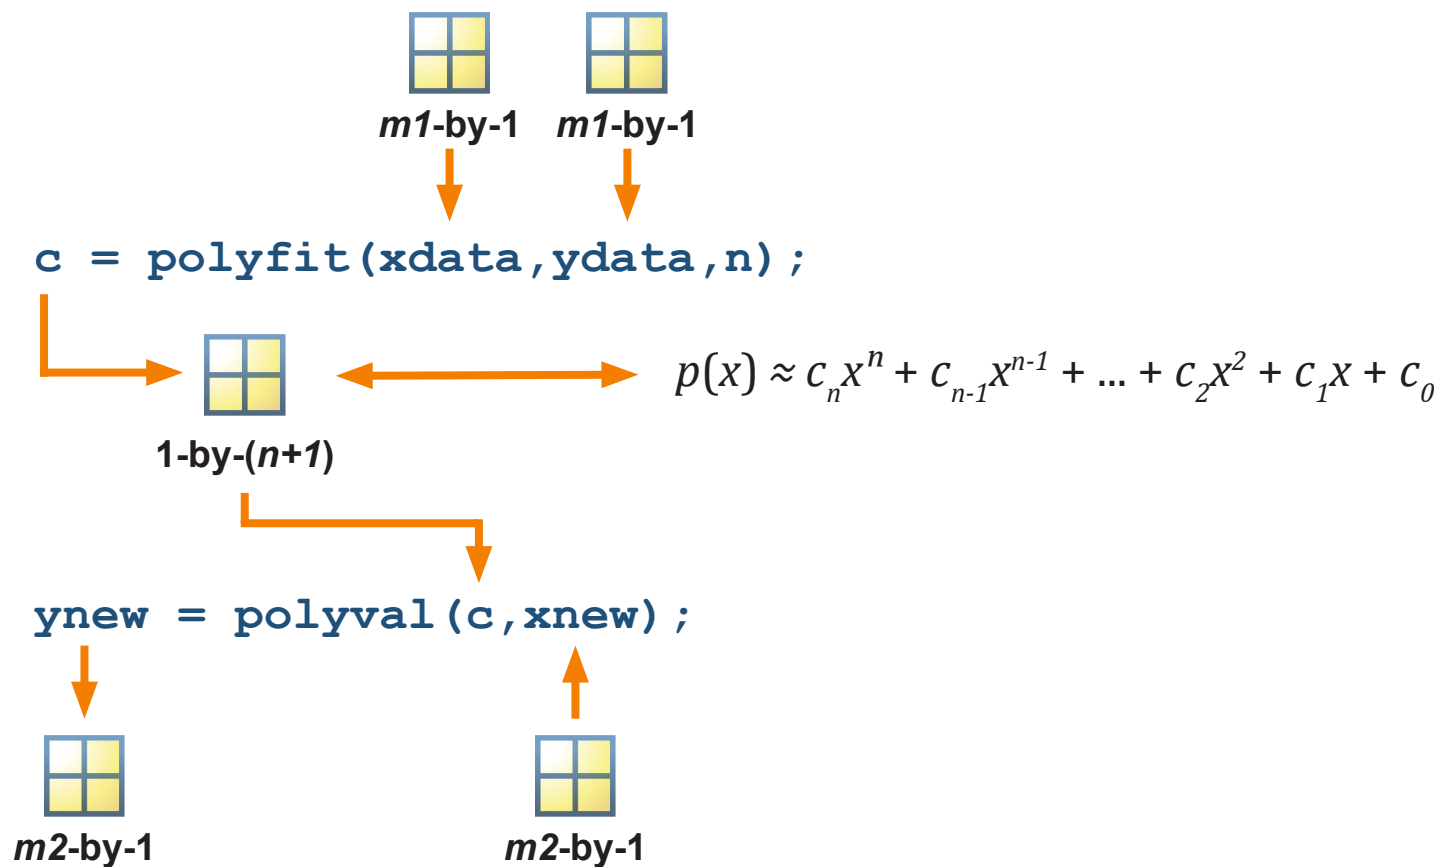 m1-by-1 m1-by-1
c = polyfit(xdata,ydata,n);
p(x) ≈ cₙxⁿ + cₙ₋₁xⁿ⁻¹ + ... + c₂x² + c₁x + c₀
1-by-(n+1)
ynew = polyval(c,xnew);
m2-by-1 m2-by-1